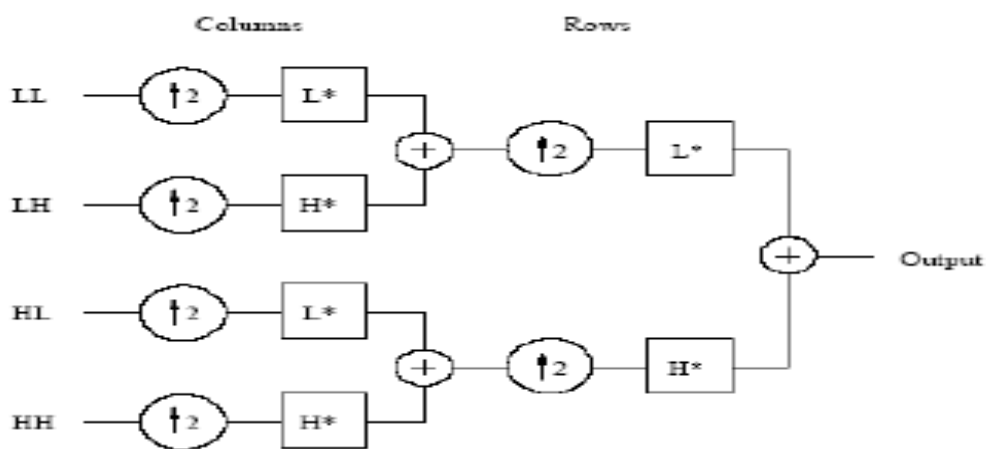 Columns Rows
LL ↑2 L*
+ ↑2 L*
LH ↑2 H*
+ Output
HL ↑2 L*
+ ↑2 H*
HH ↑2 H*